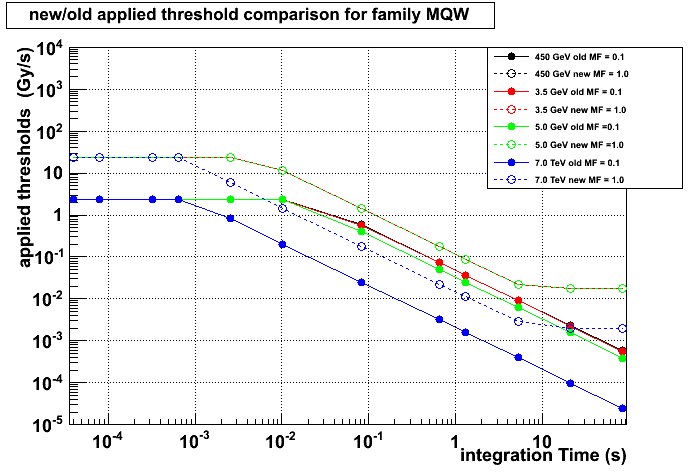 new/old applied threshold comparison for family MQW
applied thresholds (Gy/s)
10^4
10^3
10^2
10
1
10^-1
10^-2
10^-3
10^-4
10^-5
450 GeV old MF = 0.1
450 GeV new MF = 1.0
3.5 GeV old MF = 0.1
3.5 GeV new MF = 1.0
5.0 GeV old MF =0.1
5.0 GeV new MF =1.0
7.0 TeV old MF = 0.1
7.0 TeV new MF = 1.0
10^-4 10^-3 10^-2 10^-1 1 10
integration Time (s)